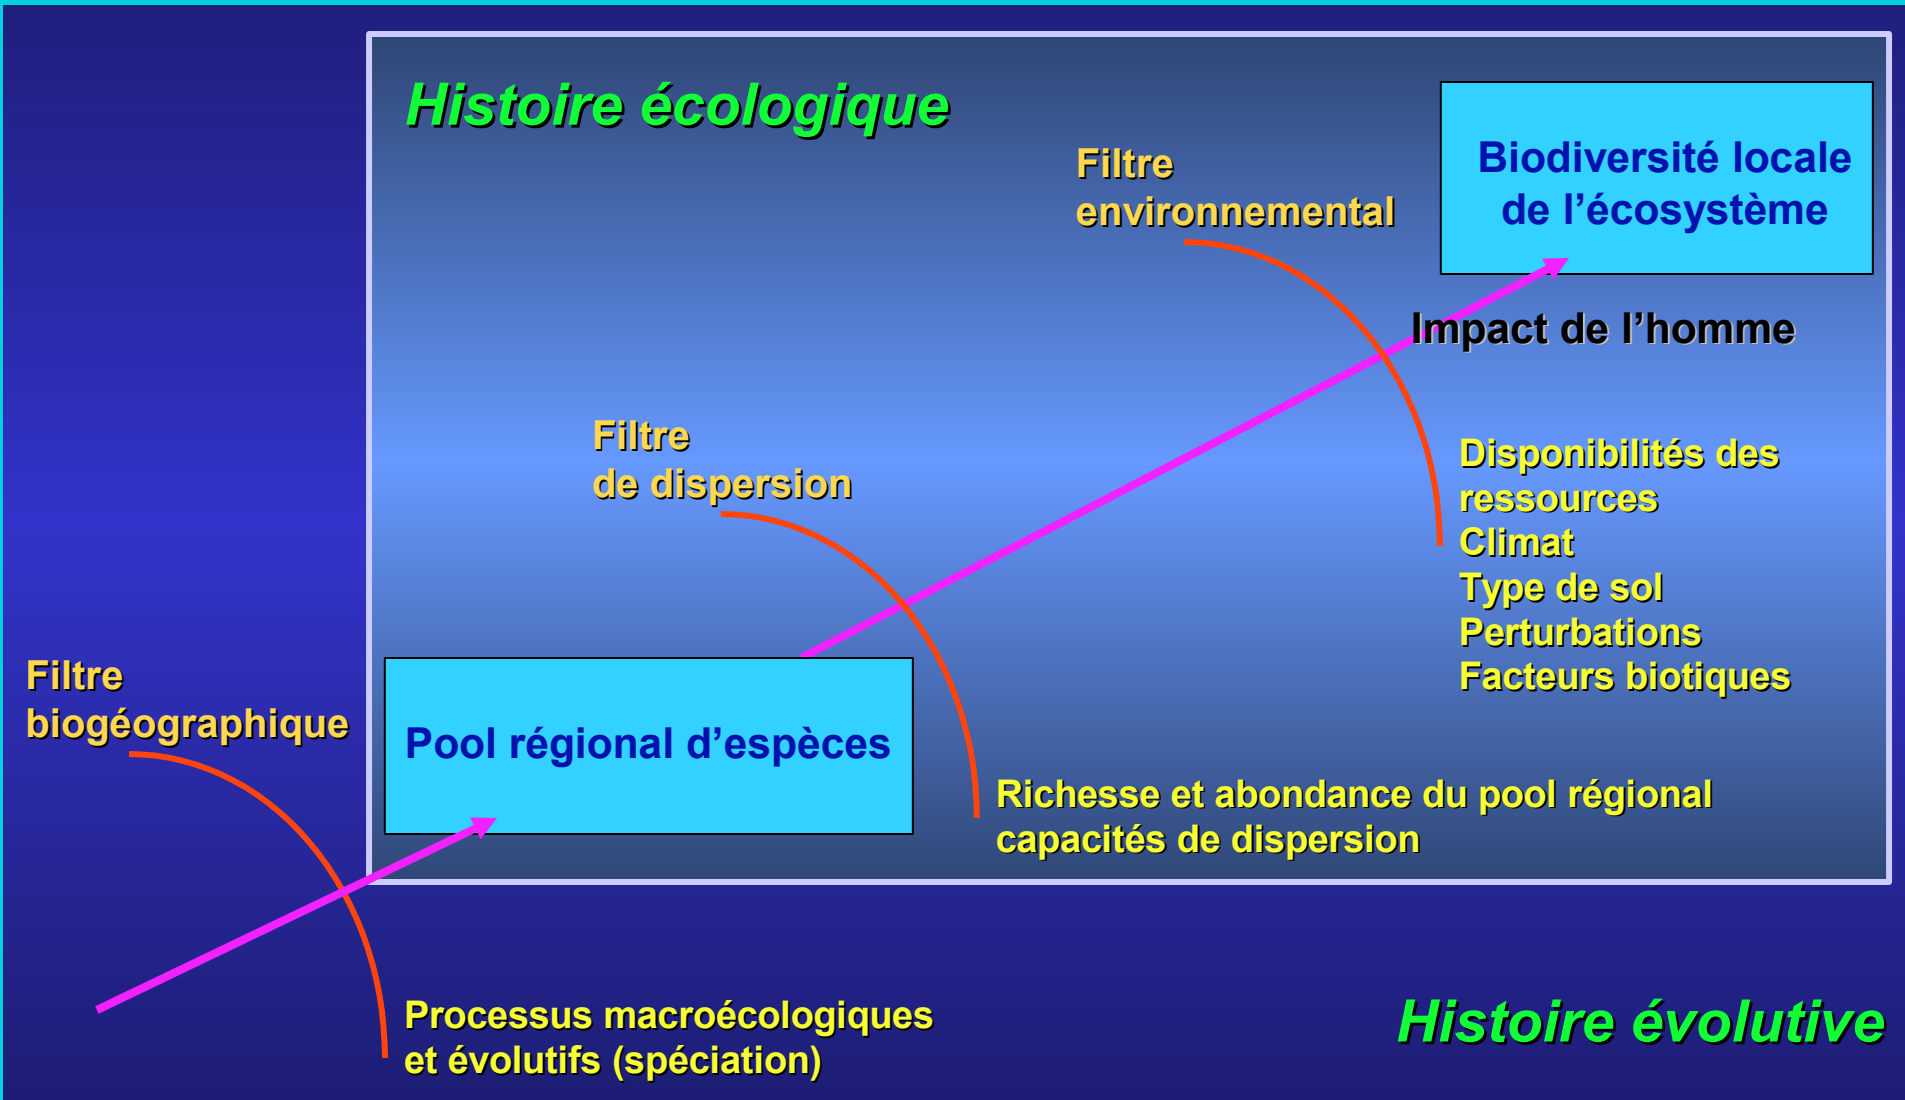 Histoire écologique
Filtre
environnemental
Biodiversité locale
de l’écosystème
Impact de l’homme
Filtre
de dispersion
Disponibilités des
ressources
Climat
Type de sol
Perturbations
Facteurs biotiques
Filtre
biogéographique
Pool régional d’espèces
Richesse et abondance du pool régional
capacités de dispersion
Processus macroécologiques
et évolutifs (spéciation)
Histoire évolutive